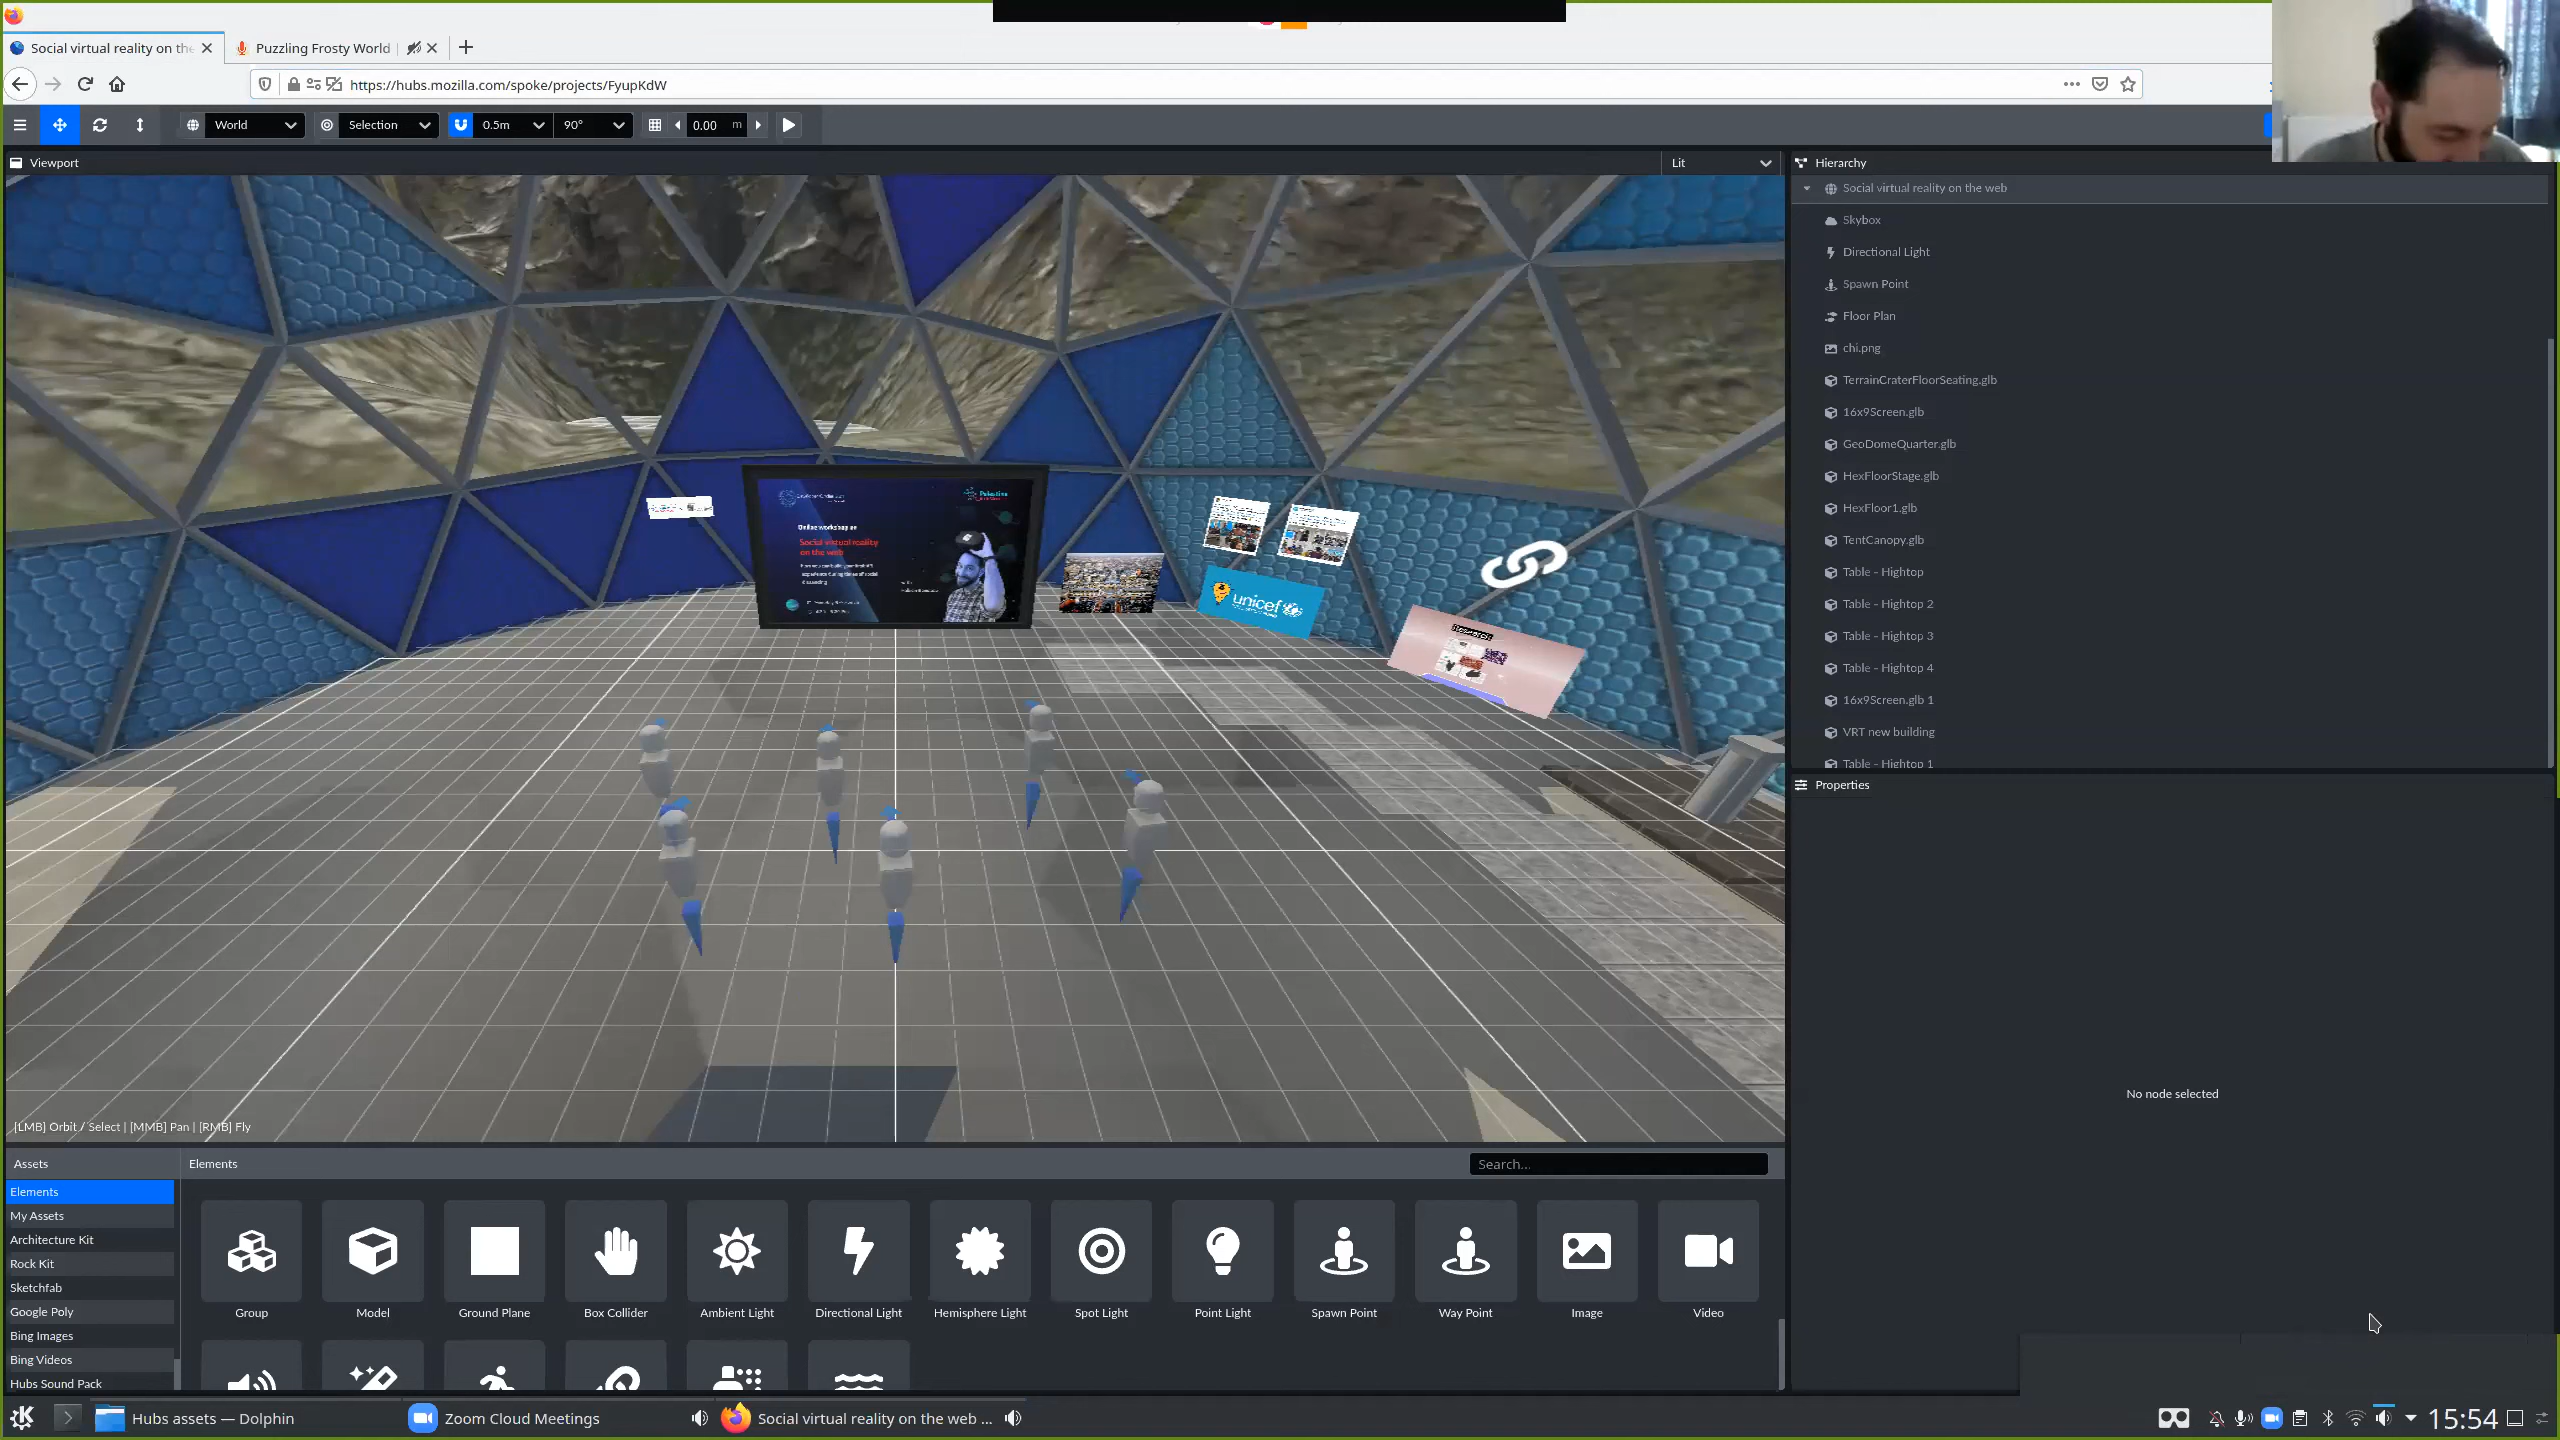 Social virtual reality on the
Puzzling Frosty World
https://hubs.mozilla.com/spoke/projects/FyupKdW
World
Selection
0.5m
90°
0.00 m
Viewport
Lit
Hierarchy
Social virtual reality on the web
Skybox
Directional Light
Spawn Point
Floor Plan
chi.png
TerrainCraterFloorSeating.glb
16x9Screen.glb
GeoDomeQuarter.glb
HexFloorStage.glb
HexFloor1.glb
TentCanopy.glb
Table - Hightop
Table - Hightop 2
Table - Hightop 3
Table - Hightop 4
16x9Screen.glb 1
VRT new building
Table - Hightop 1
Online workshop on
Social virtual reality
on the web
unicef
Properties
No node selected
[LMB] Orbit / Select | [MMB] Pan | [RMB] Fly
Assets
Elements
Search...
Elements
My Assets
Architecture Kit
Rock Kit
Sketchfab
Google Poly
Bing Images
Bing Videos
Hubs Sound Pack
Group
Model
Ground Plane
Box Collider
Ambient Light
Directional Light
Hemisphere Light
Spot Light
Point Light
Spawn Point
Way Point
Image
Video
Hubs assets — Dolphin
Zoom Cloud Meetings
Social virtual reality on the web ...
15:54